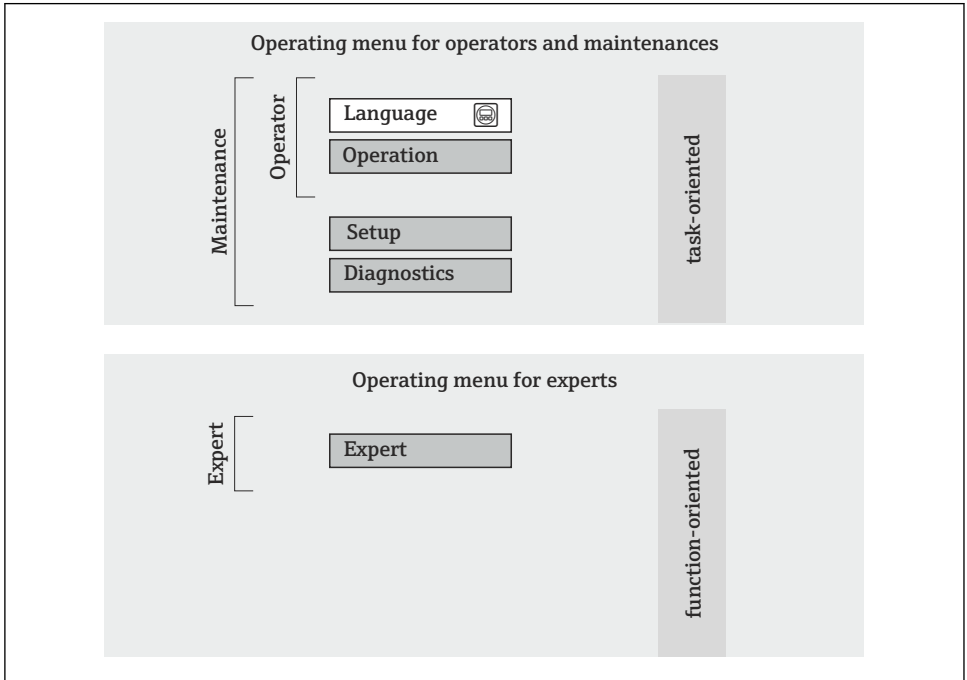 Operating menu for operators and maintenances
Maintenance
Operator
Language
Operation
Setup
Diagnostics
task-oriented
Operating menu for experts
Expert
Expert
function-oriented